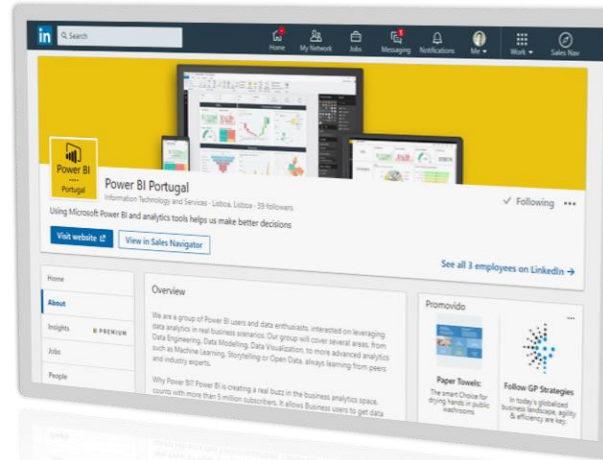 in
Search
Home
My Network
Jobs
Messaging
Notifications
Me
Work
Sales Nav
Power BI
Portugal
Power BI Portugal
Information Technology and Services · Lisboa, Lisboa · 39 followers
Using Microsoft Power BI and analytics tools helps us make better decisions
✓ Following
Visit website
View in Sales Navigator
See all 3 employees on LinkedIn →
Home
About
Insights PREMIUM
Jobs
People
Overview
We are a group of Power BI users and data enthusiasts, interested on leveraging
data analytics in real business scenarios. Our group will cover several areas, from
Data Engineering, Data Modelling, Data Visualization, to more advanced analytics
such as Machine Learning, Storytelling or Open Data, always learning from peers
and industry experts.
Why Power BI? Power BI is creating a real buzz in the business analytics space,
counts with more than 5 million subscribers. It allows Business users to get data
Promovido
Paper Towels:
The smart Choice for
drying hands in public
washrooms
Follow GP Strategies
In today's globalized
business landscape, agility
& efficiency are key.